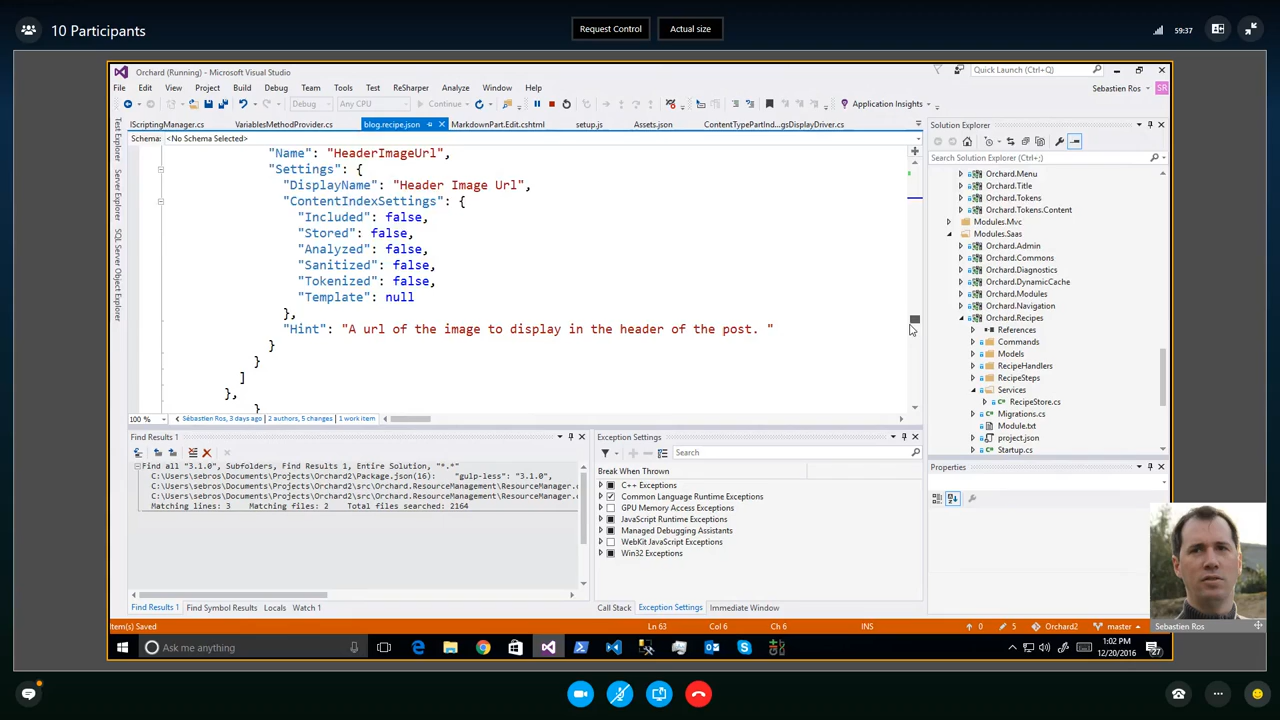 10 Participants
Request Control
Actual size
59:37
Orchard (Running) - Microsoft Visual Studio
Quick Launch (Ctrl+Q)
File
Edit View Project Build Debug Team Tools Test ReSharper Analyze Window Help
Sebastien Ros
SR
Debug
Any CPU
Continue
Application Insights
IScriptingManager.cs
VariablesMethodProvider.cs
blog.recipe.json
MarkdownPart.Edit.cshtml
setup.js
Assets.json
ContentTypePartInd...gsDisplayDriver.cs
Schema: <No Schema Selected>
Test Explorer
Server Explorer
SQL Server Object Explorer
"Name": "HeaderImageUrl",
"Settings": {
"DisplayName": "Header Image Url",
"ContentIndexSettings": {
"Included": false,
"Stored": false,
"Analyzed": false,
"Sanitized": false,
"Tokenized": false,
"Template": null
},
"Hint": "A url of the image to display in the header of the post. "
}
}
]
},
}
100 %
Sébastien Ros, 3 days ago | 2 authors, 5 changes | 1 work item
Solution Explorer
Search Solution Explorer (Ctrl+;)
Orchard.Menu
Orchard.Title
Orchard.Tokens
Orchard.Tokens.Content
Modules.Mvc
Modules.Saas
Orchard.Admin
Orchard.Commons
Orchard.Diagnostics
Orchard.DynamicCache
Orchard.Modules
Orchard.Navigation
Orchard.Recipes
References
Commands
Models
RecipeHandlers
RecipeSteps
Services
RecipeStore.cs
Migrations.cs
Module.txt
project.json
Startup.cs
Properties
Find Results 1
Find all "3.1.0", Subfolders, Find Results 1, Entire Solution, "*.*"
C:\Users\sebros\Documents\Projects\Orchard2\Package.json(16): "gulp-less": "3.1.0",
C:\Users\sebros\Documents\Projects\Orchard2\src\Orchard.ResourceManagement\ResourceManager.c
C:\Users\sebros\Documents\Projects\Orchard2\src\Orchard.ResourceManagement\ResourceManager.c
Matching lines: 3 Matching files: 2 Total files searched: 2164
Find Results 1
Find Symbol Results
Locals
Watch 1
Exception Settings
Search
Break When Thrown
C++ Exceptions
Common Language Runtime Exceptions
GPU Memory Access Exceptions
JavaScript Runtime Exceptions
Managed Debugging Assistants
WebKit JavaScript Exceptions
Win32 Exceptions
Call Stack
Exception Settings
Immediate Window
Item(s) Saved
Ln 63
Col 6
Ch 6
INS
0
5
Orchard2
master
Sebastien Ros
Ask me anything
1:02 PM
12/20/2016
27